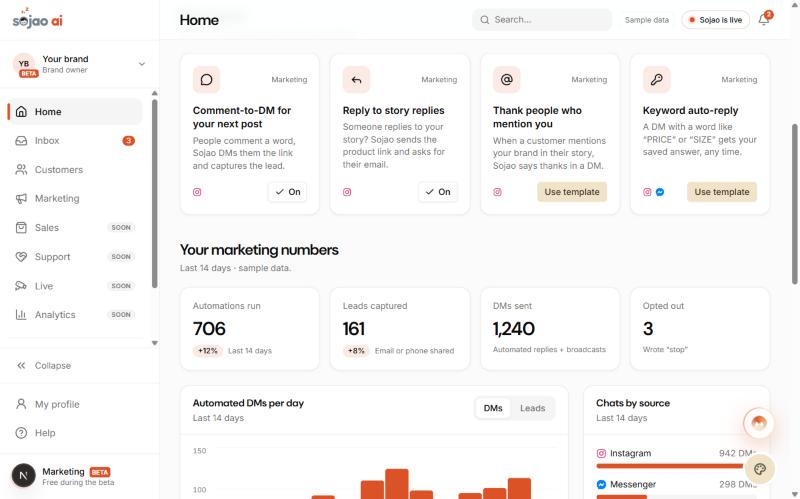 sojao ai
Home
Search...
Sample data
Sojao is live
2
YB
BETA
Your brand
Brand owner
Home
Inbox
3
Customers
Marketing
Sales
SOON
Support
SOON
Live
SOON
Analytics
SOON
Collapse
My profile
Help
N
Marketing BETA
Free during the beta
Marketing
Comment-to-DM for
your next post
People comment a word,
Sojao DMs them the link
and captures the lead.
On
Marketing
Reply to story replies
Someone replies to your
story? Sojao sends the
product link and asks for
their email.
On
Marketing
Thank people who
mention you
When a customer mentions
your brand in their story,
Sojao says thanks in a DM.
Use template
Marketing
Keyword auto-reply
A DM with a word like
“PRICE” or “SIZE” gets your
saved answer, any time.
Use template
Your marketing numbers
Last 14 days · sample data.
Automations run
706
+12% Last 14 days
Leads captured
161
+8% Email or phone shared
DMs sent
1,240
Automated replies + broadcasts
Opted out
3
Wrote “stop”
Automated DMs per day
Last 14 days
DMs
Leads
150
100
Chats by source
Last 14 days
Instagram
942 DMs
Messenger
298 DMs